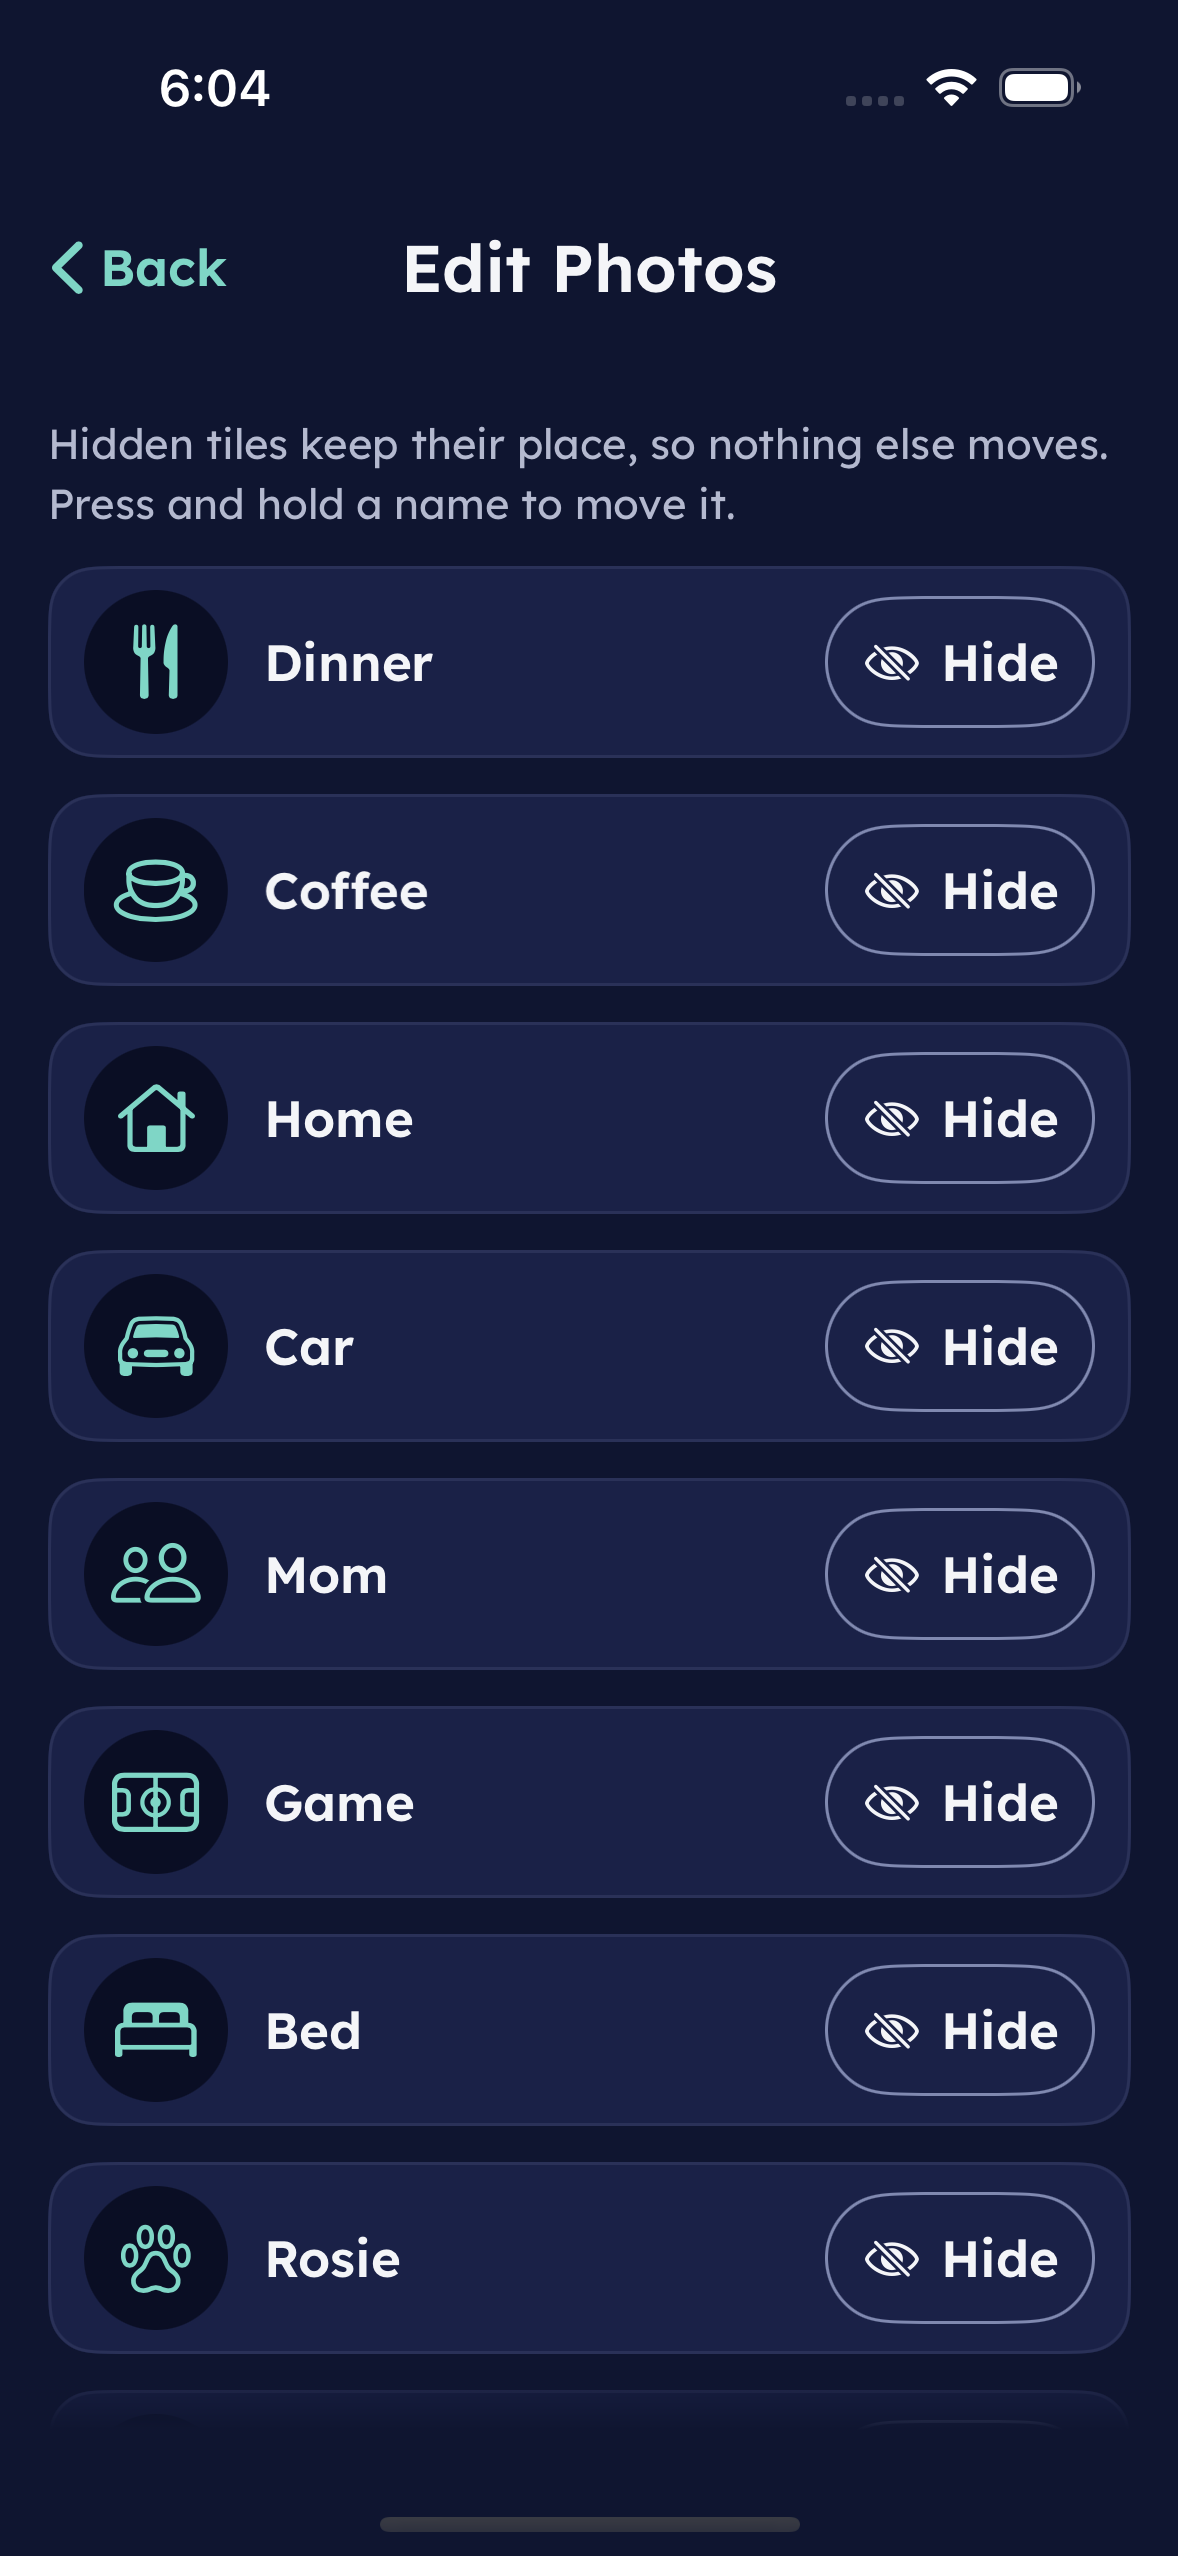 6:04
Back
Edit Photos
Hidden tiles keep their place, so nothing else moves.
Press and hold a name to move it.
Dinner
Hide
Coffee
Hide
Home
Hide
Car
Hide
Mom
Hide
Game
Hide
Bed
Hide
Rosie
Hide